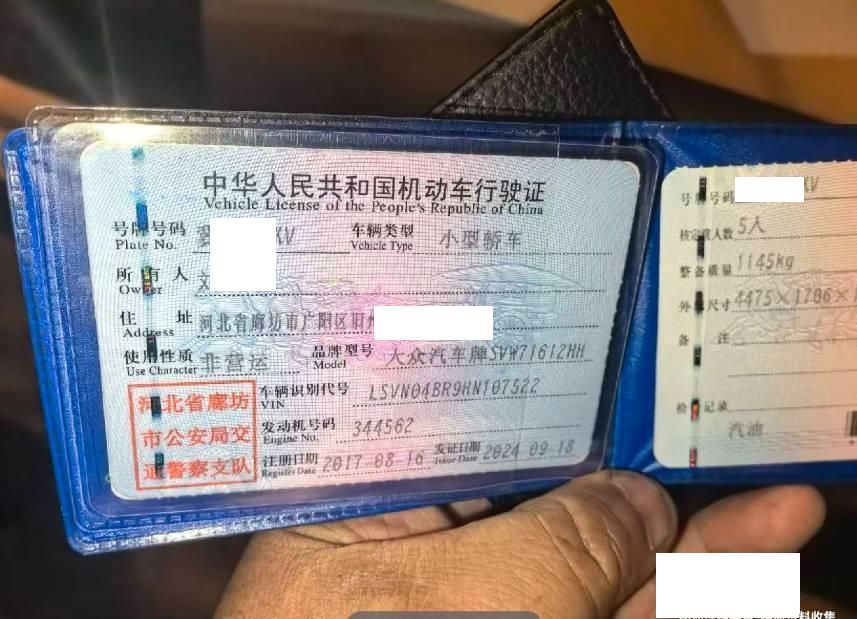 中华人民共和国机动车行驶证
Vehicle License of the People's Republic of China
号牌号码 Plate No. XV
车辆类型 Vehicle Type 小型轿车
所有人 Owner 刘
住址 Address 河北省廊坊市广阳区旧州
使用性质 Use Character 非营运
品牌型号 Model 大众汽车牌SVW71612HH
河北省廊坊
市公安局交
通警察支队
车辆识别代号 VIN LSVN04BR9HN107522
发动机号码 Engine No. 344562
注册日期 Register Date 2017-08-16
发证日期 Issue Date 2024-09-18
号牌号码 XV
核定载人数 5人
整备质量 1145kg
外廓尺寸 4475×1706×
备注
检验记录
汽油
料收集